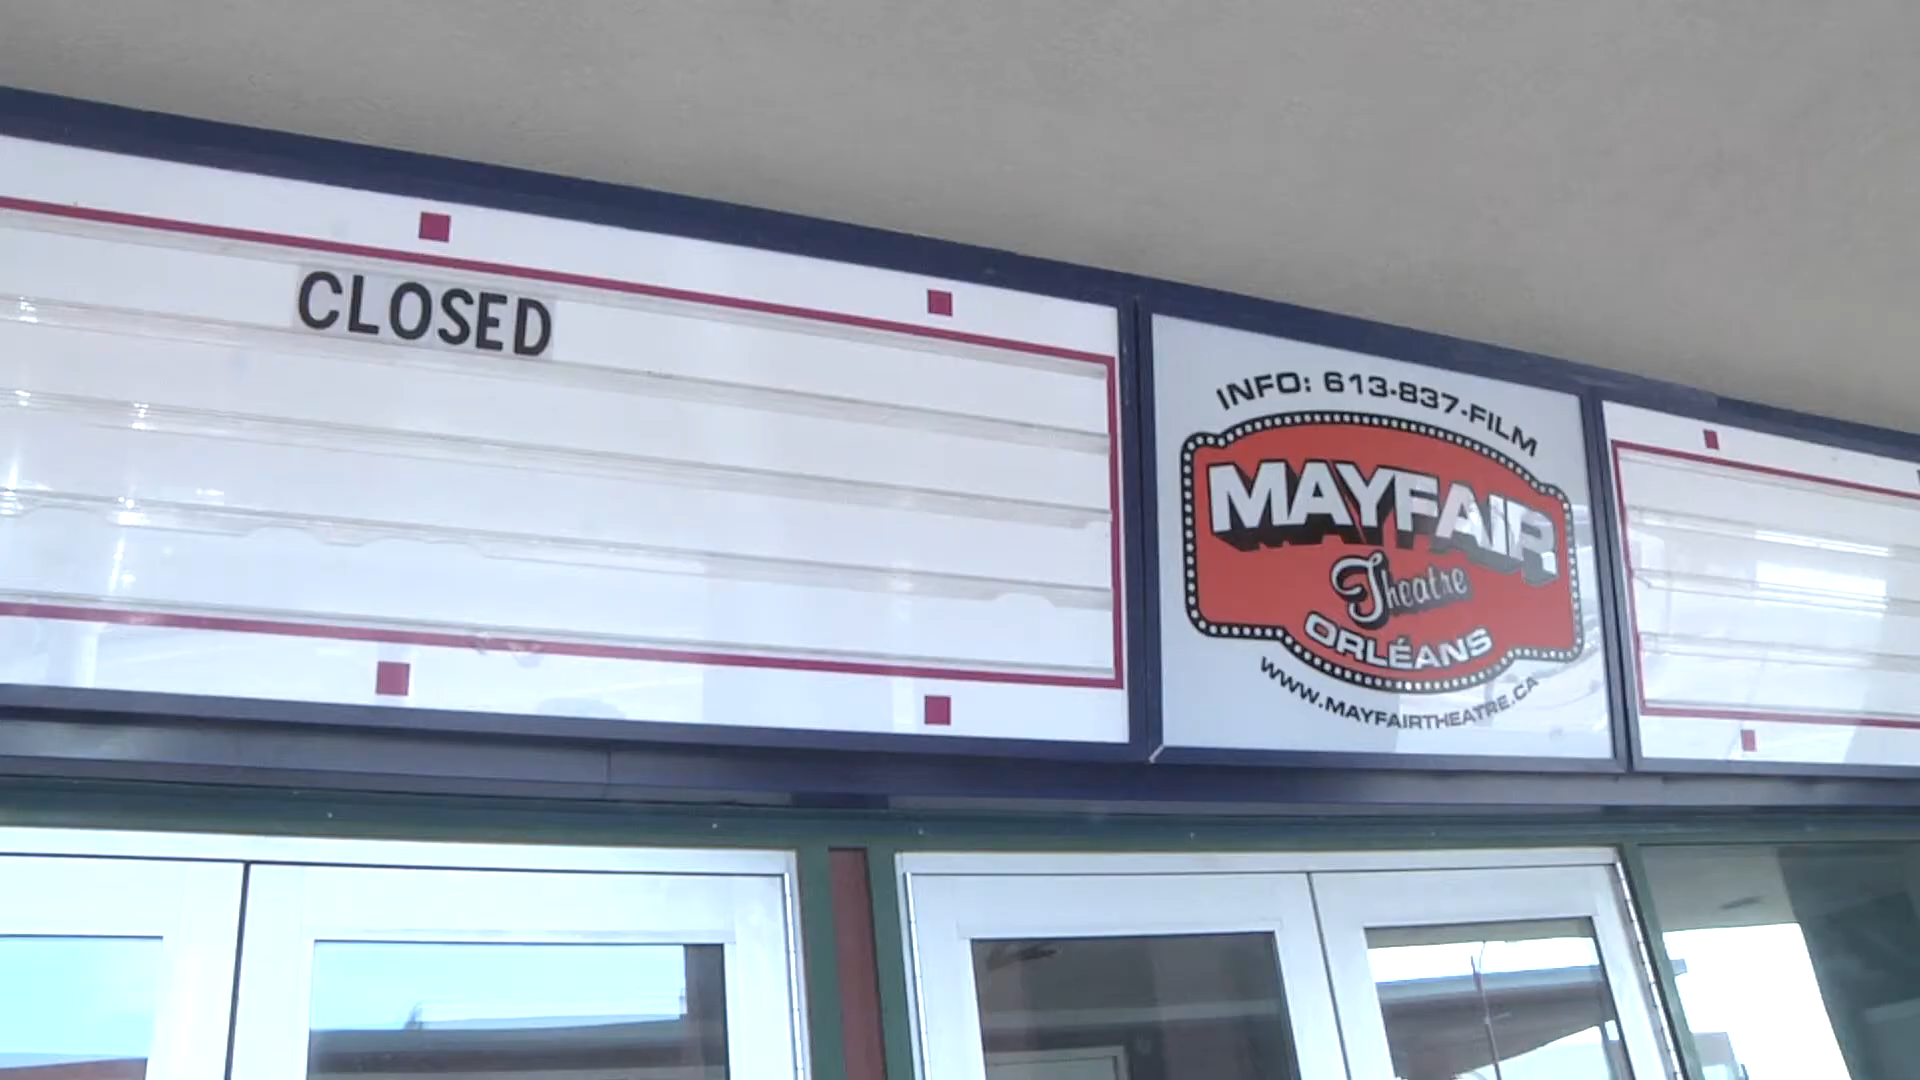 CLOSED
INFO: 613-837-FILM
MAYFAIR
Theatre
ORLÉANS
WWW.MAYFAIRTHEATRE.CA